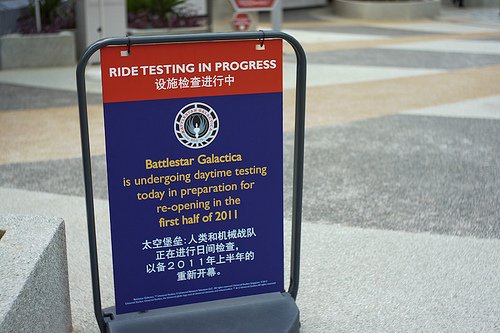 RIDE TESTING IN PROGRESS
设施检查进行中
Battlestar Galactica
is undergoing daytime testing
today in preparation for
re-opening in the
first half of 2011
太空堡垒:人类和机械战队
正在进行日间检查,
以备2011年上半年的
重新开幕。